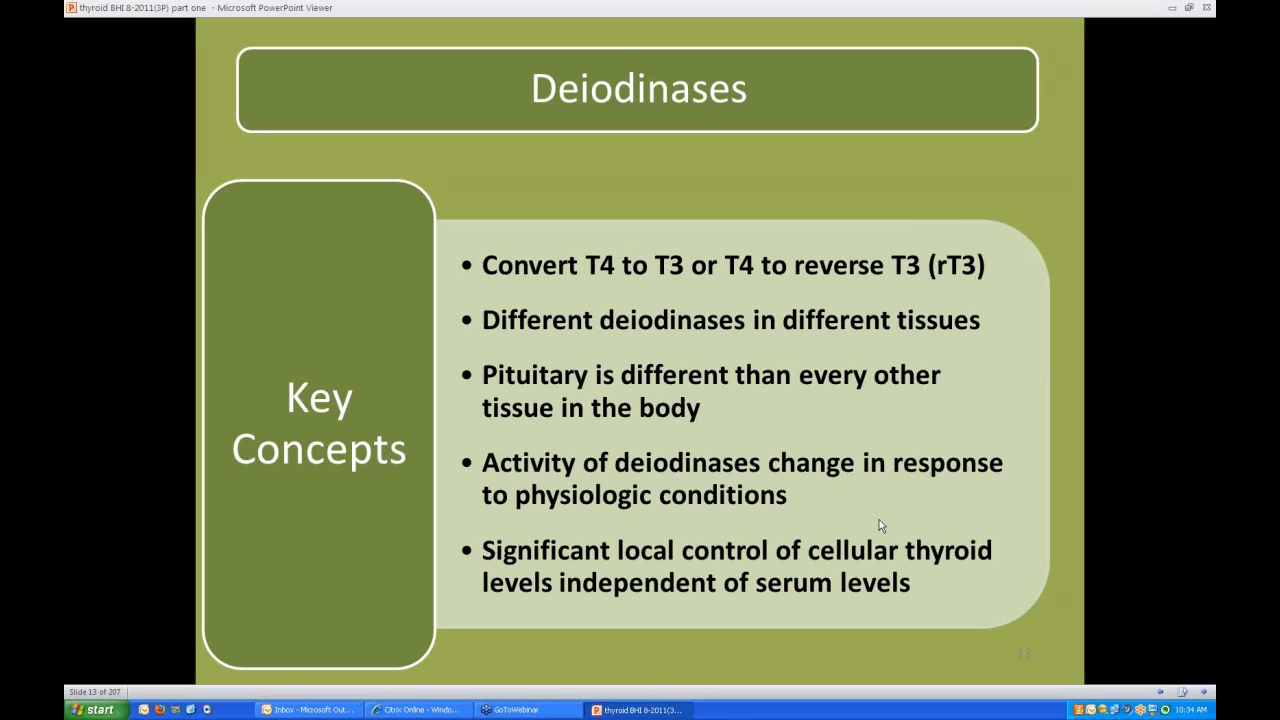 thyroid BHI 8-2011(3P) part one - Microsoft PowerPoint Viewer
Deiodinases
Key
Concepts
• Convert T4 to T3 or T4 to reverse T3 (rT3)
• Different deiodinases in different tissues
• Pituitary is different than every other
tissue in the body
• Activity of deiodinases change in response
to physiologic conditions
• Significant local control of cellular thyroid
levels independent of serum levels
13
Slide 13 of 207
start
Inbox - Microsoft Out...
Citrix Online - Windo...
GoToWebinar
thyroid BHI 8-2011(3...
10:34 AM